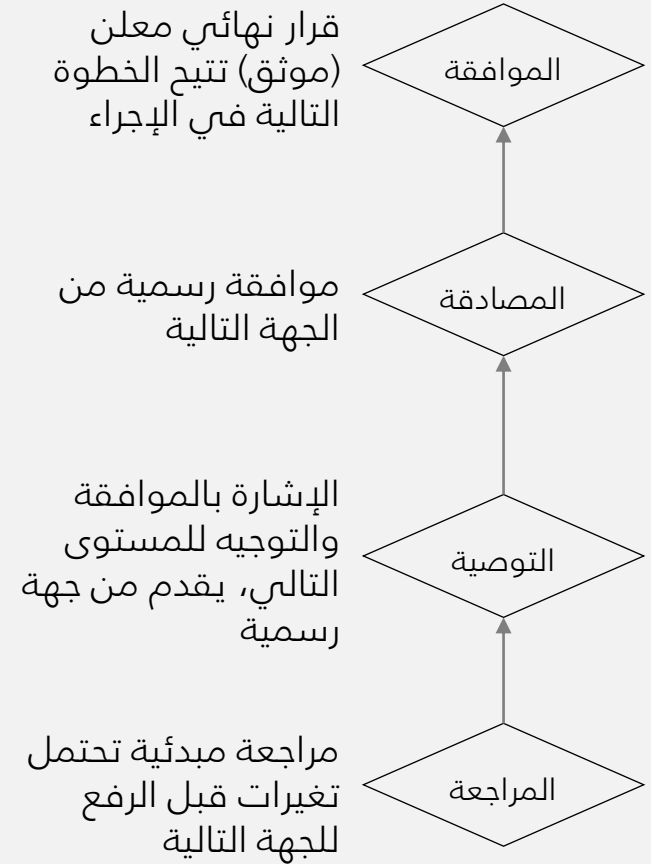 قرار نهائي معلن
(موثق) تتيح الخطوة
التالية في الإجراء
الموافقة
موافقة رسمية من
الجهة التالية
المصادقة
الإشارة بالموافقة
والتوجيه للمستوى
التالي، يقدم من جهة
رسمية
التوصية
مراجعة مبدئية تحتمل
تغيرات قبل الرفع
للجهة التالية
المراجعة